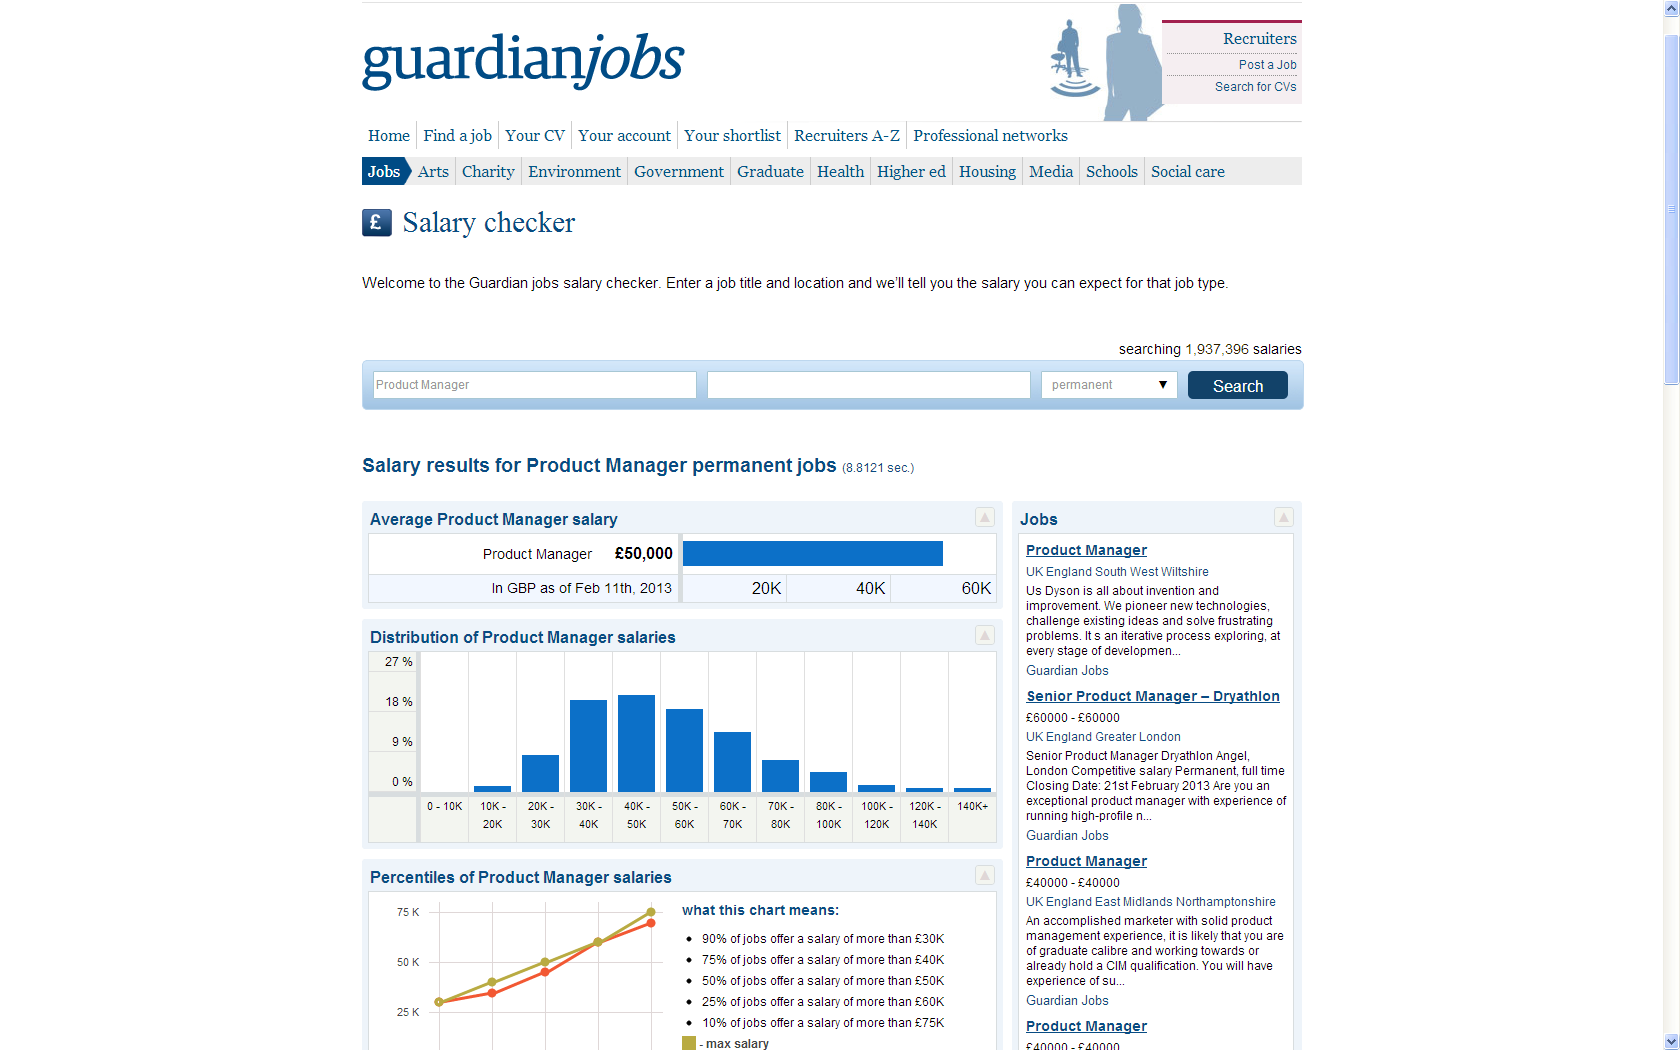 guardianjobs
Recruiters
Post a Job
Search for CVs
Home Find a job Your CV Your account Your shortlist Recruiters A-Z Professional networks
Jobs Arts Charity Environment Government Graduate Health Higher ed Housing Media Schools Social care
£ Salary checker
Welcome to the Guardian jobs salary checker. Enter a job title and location and we'll tell you the salary you can expect for that job type.
searching 1,937,396 salaries
Product Manager permanent Search
Salary results for Product Manager permanent jobs (8.8121 sec.)
Average Product Manager salary
Product Manager £50,000
In GBP as of Feb 11th, 2013 20K 40K 60K
Distribution of Product Manager salaries
27 %
18 %
9 %
0 %
0 - 10K 10K - 20K 20K - 30K 30K - 40K 40K - 50K 50K - 60K 60K - 70K 70K - 80K 80K - 100K 100K - 120K 120K - 140K 140K+
Percentiles of Product Manager salaries
75 K
50 K
25 K
what this chart means:
90% of jobs offer a salary of more than £30K
75% of jobs offer a salary of more than £40K
50% of jobs offer a salary of more than £50K
25% of jobs offer a salary of more than £60K
10% of jobs offer a salary of more than £75K
- max salary
Jobs
Product Manager
UK England South West Wiltshire
Us Dyson is all about invention and
improvement. We pioneer new technologies,
challenge existing ideas and solve frustrating
problems. It s an iterative process exploring, at
every stage of developmen...
Guardian Jobs
Senior Product Manager – Dryathlon
£60000 - £60000
UK England Greater London
Senior Product Manager Dryathlon Angel,
London Competitive salary Permanent, full time
Closing Date: 21st February 2013 Are you an
exceptional product manager with experience of
running high-profile n...
Guardian Jobs
Product Manager
£40000 - £40000
UK England East Midlands Northamptonshire
An accomplished marketer with solid product
management experience, it is likely that you are
of graduate calibre and working towards or
already hold a CIM qualification. You will have
experience of su...
Guardian Jobs
Product Manager
£40000 - £40000